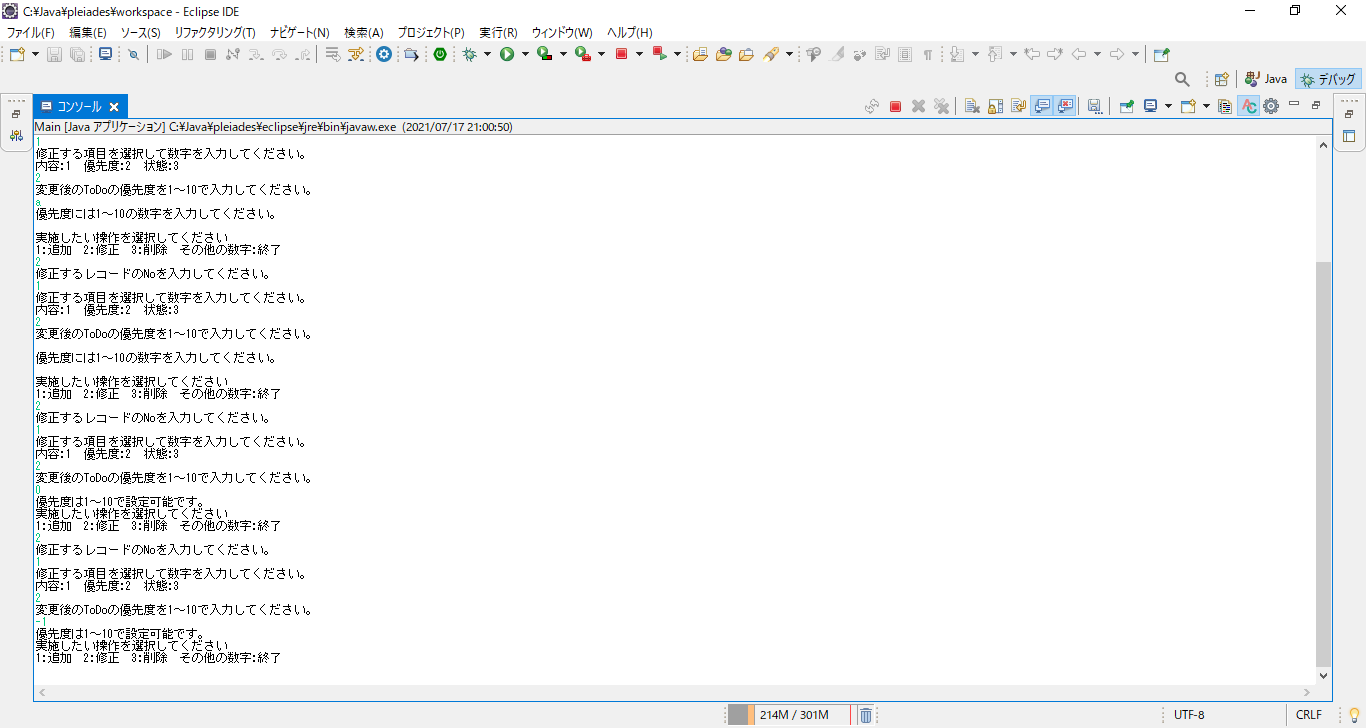 C:¥Java¥pleiades¥workspace - Eclipse IDE
ファイル(F) 編集(E) ソース(S) リファクタリング(T) ナビゲート(N) 検索(A) プロジェクト(P) 実行(R) ウィンドウ(W) ヘルプ(H)
Java デバッグ
コンソール
Main [Java アプリケーション] C:¥Java¥pleiades¥eclipse¥jre¥bin¥javaw.exe (2021/07/17 21:00:50)
1
修正する項目を選択して数字を入力してください。
内容:1 優先度:2 状態:3
2
変更後のToDoの優先度を1～10で入力してください。
a
優先度には1～10の数字を入力してください。
実施したい操作を選択してください
1:追加 2:修正 3:削除 その他の数字:終了
2
修正するレコードのNoを入力してください。
1
修正する項目を選択して数字を入力してください。
内容:1 優先度:2 状態:3
2
変更後のToDoの優先度を1～10で入力してください。
優先度には1～10の数字を入力してください。
実施したい操作を選択してください
1:追加 2:修正 3:削除 その他の数字:終了
2
修正するレコードのNoを入力してください。
1
修正する項目を選択して数字を入力してください。
内容:1 優先度:2 状態:3
2
変更後のToDoの優先度を1～10で入力してください。
0
優先度は1～10で設定可能です。
実施したい操作を選択してください
1:追加 2:修正 3:削除 その他の数字:終了
2
修正するレコードのNoを入力してください。
1
修正する項目を選択して数字を入力してください。
内容:1 優先度:2 状態:3
2
変更後のToDoの優先度を1～10で入力してください。
-1
優先度は1～10で設定可能です。
実施したい操作を選択してください
1:追加 2:修正 3:削除 その他の数字:終了
214M / 301M UTF-8 CRLF